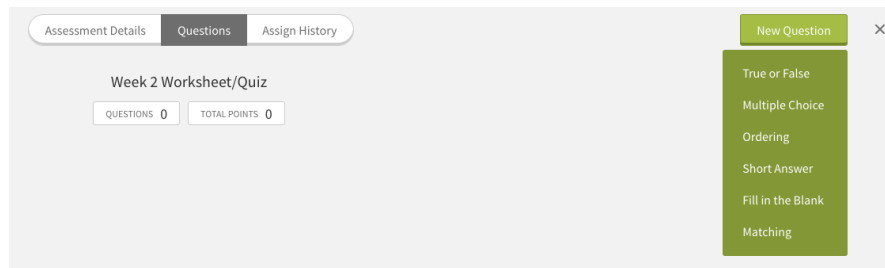 Assessment Details Questions Assign History New Question ×
Week 2 Worksheet/Quiz
QUESTIONS 0 TOTAL POINTS 0
True or False
Multiple Choice
Ordering
Short Answer
Fill in the Blank
Matching